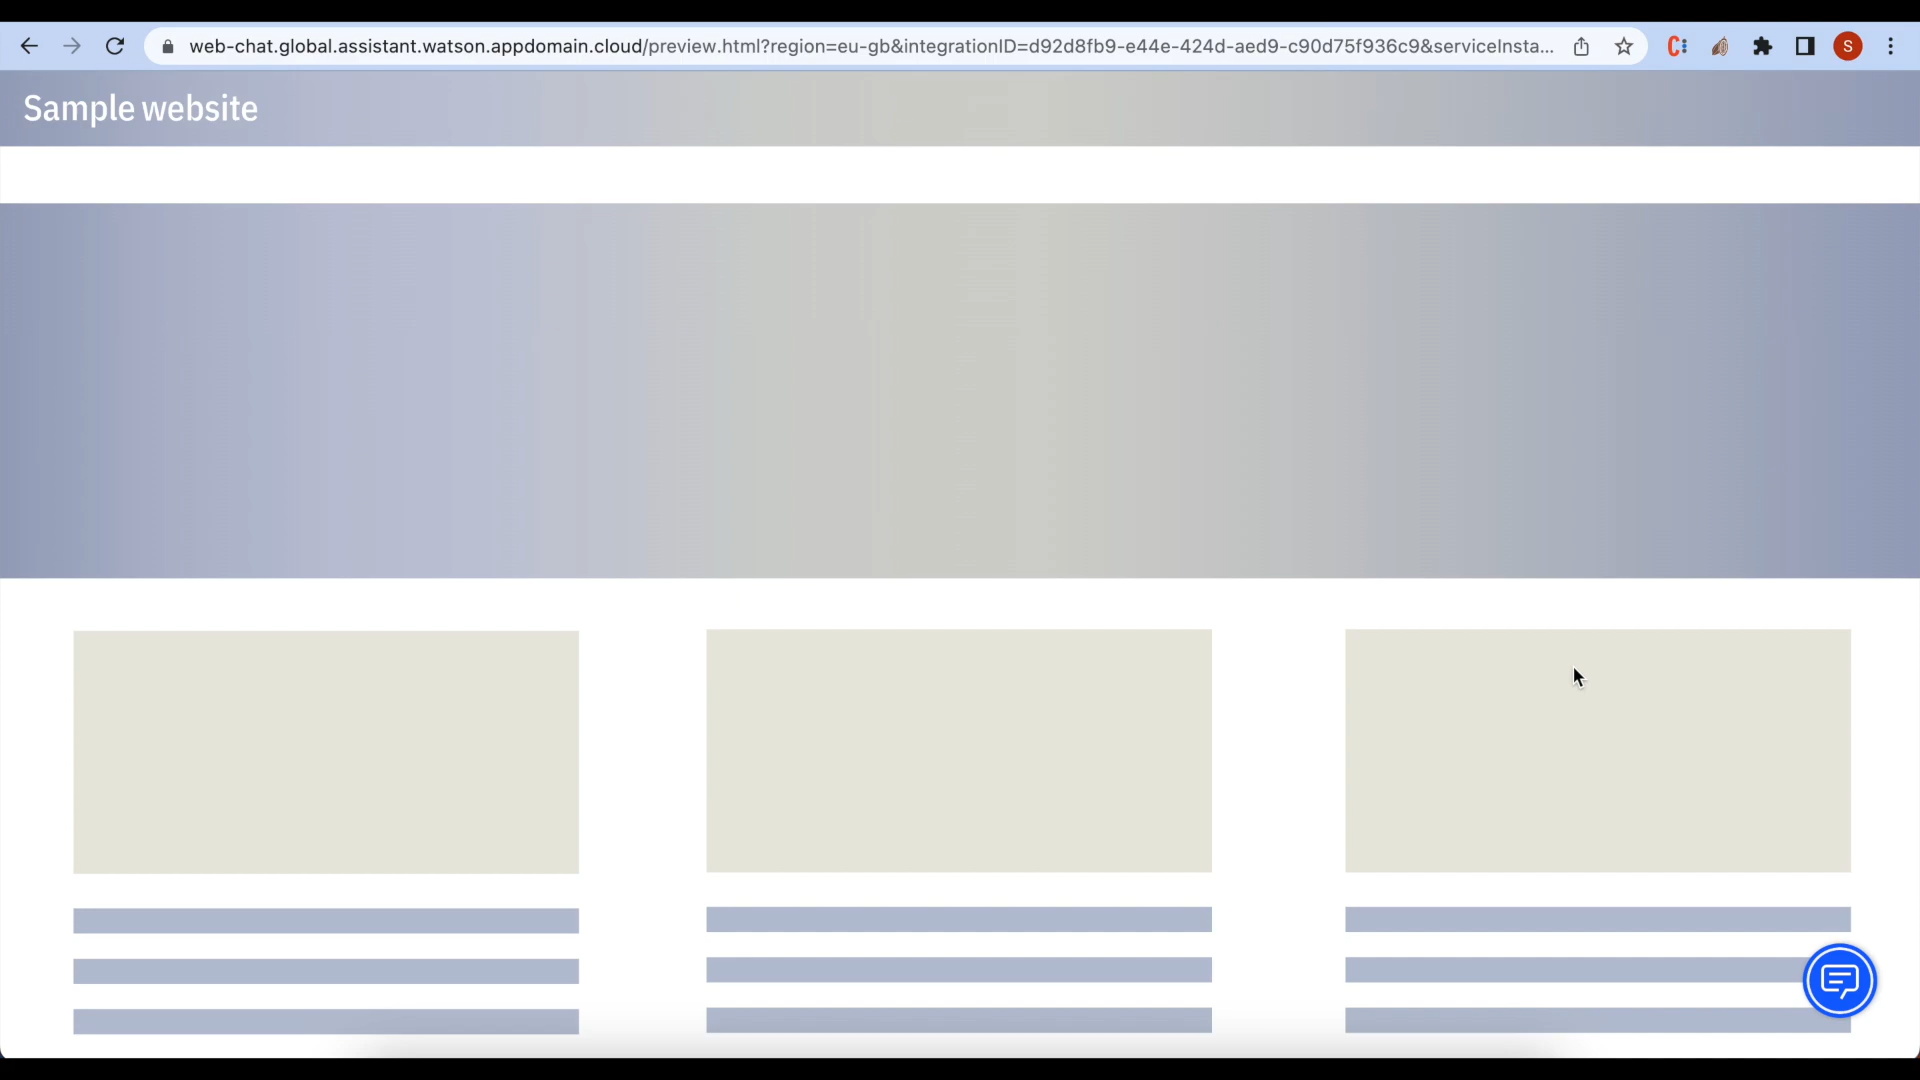 web-chat.global.assistant.watson.appdomain.cloud/preview.html?region=eu-gb&integrationID=d92d8fb9-e44e-424d-aed9-c90d75f936c9&serviceInsta...
S
Sample website